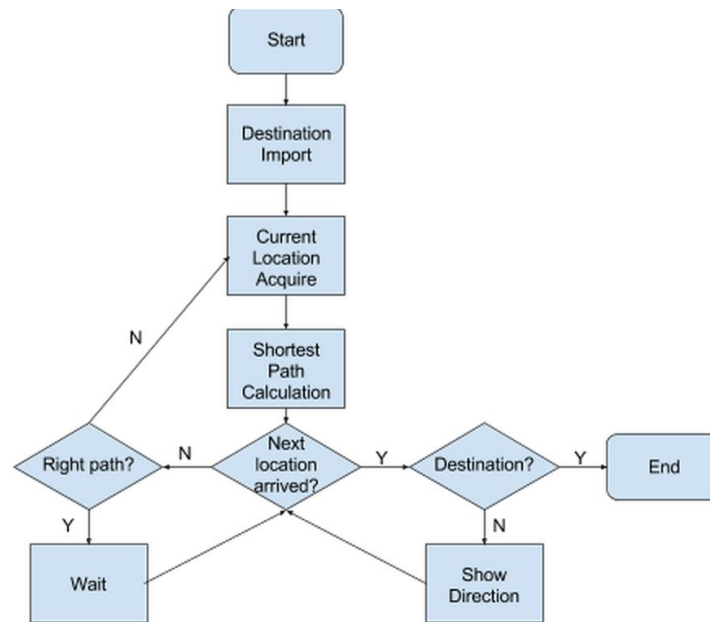 Start
Destination
Import
Current
Location
Acquire
N
Shortest
Path
Calculation
Right path?
N
Next
location
arrived?
Y
Destination?
Y
End
Y
N
Wait
Show
Direction